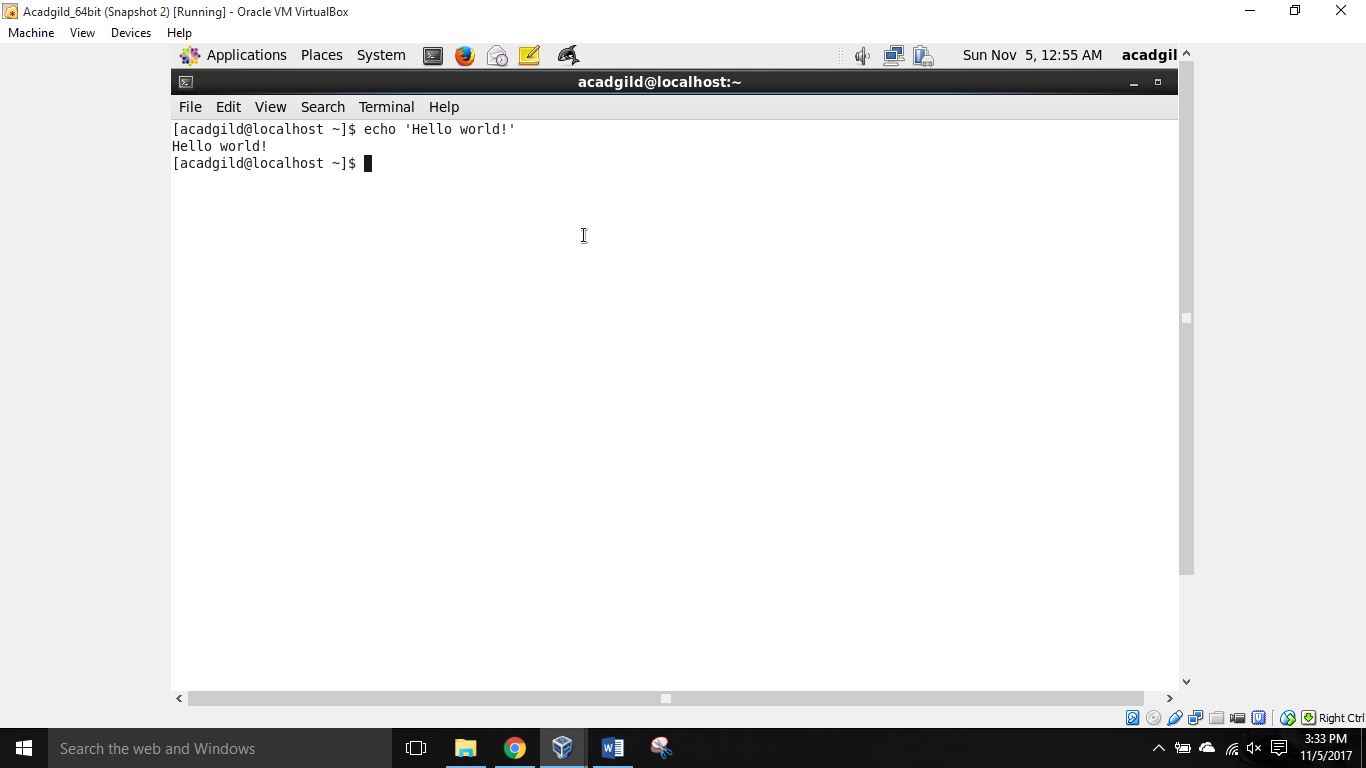 Acadgild_64bit (Snapshot 2) [Running] - Oracle VM VirtualBox
Machine View Devices Help
Applications Places System Sun Nov 5, 12:55 AM acadgil
acadgild@localhost:~
File Edit View Search Terminal Help
[acadgild@localhost ~]$ echo 'Hello world!'
Hello world!
[acadgild@localhost ~]$
Right Ctrl
Search the web and Windows
3:33 PM
11/5/2017